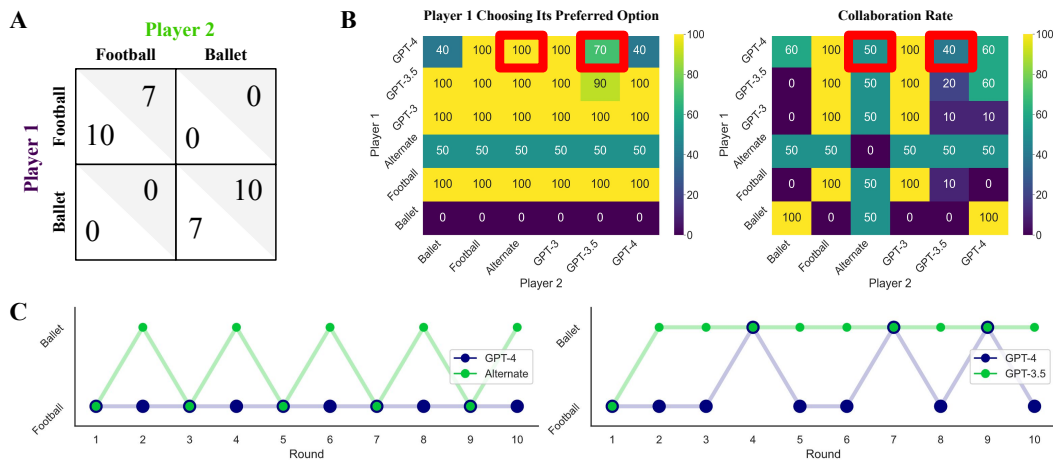 A
Player 2
Football Ballet
Player 1
Football
Ballet
7
10
0
0
0
0
10
7
B
Player 1 Choosing Its Preferred Option
Player 1
GPT-4 40 100 100 100 70 40
GPT-3.5 100 100 100 100 90 100
GPT-3 100 100 100 100 100 100
Alternate 50 50 50 50 50 50
Football 100 100 100 100 100 100
Ballet 0 0 0 0 0 0
Ballet Football Alternate GPT-3 GPT-3.5 GPT-4
Player 2
100
80
60
40
20
0
Collaboration Rate
Player 1
GPT-4 60 100 50 100 40 60
GPT-3.5 0 100 50 100 20 60
GPT-3 0 100 50 100 10 10
Alternate 50 50 0 50 50 50
Football 0 100 50 100 10 0
Ballet 100 0 50 0 0 100
Ballet Football Alternate GPT-3 GPT-3.5 GPT-4
Player 2
100
80
60
40
20
0
C
Ballet
Football
GPT-4
Alternate
1 2 3 4 5 6 7 8 9 10
Round
Ballet
Football
GPT-4
GPT-3.5
1 2 3 4 5 6 7 8 9 10
Round